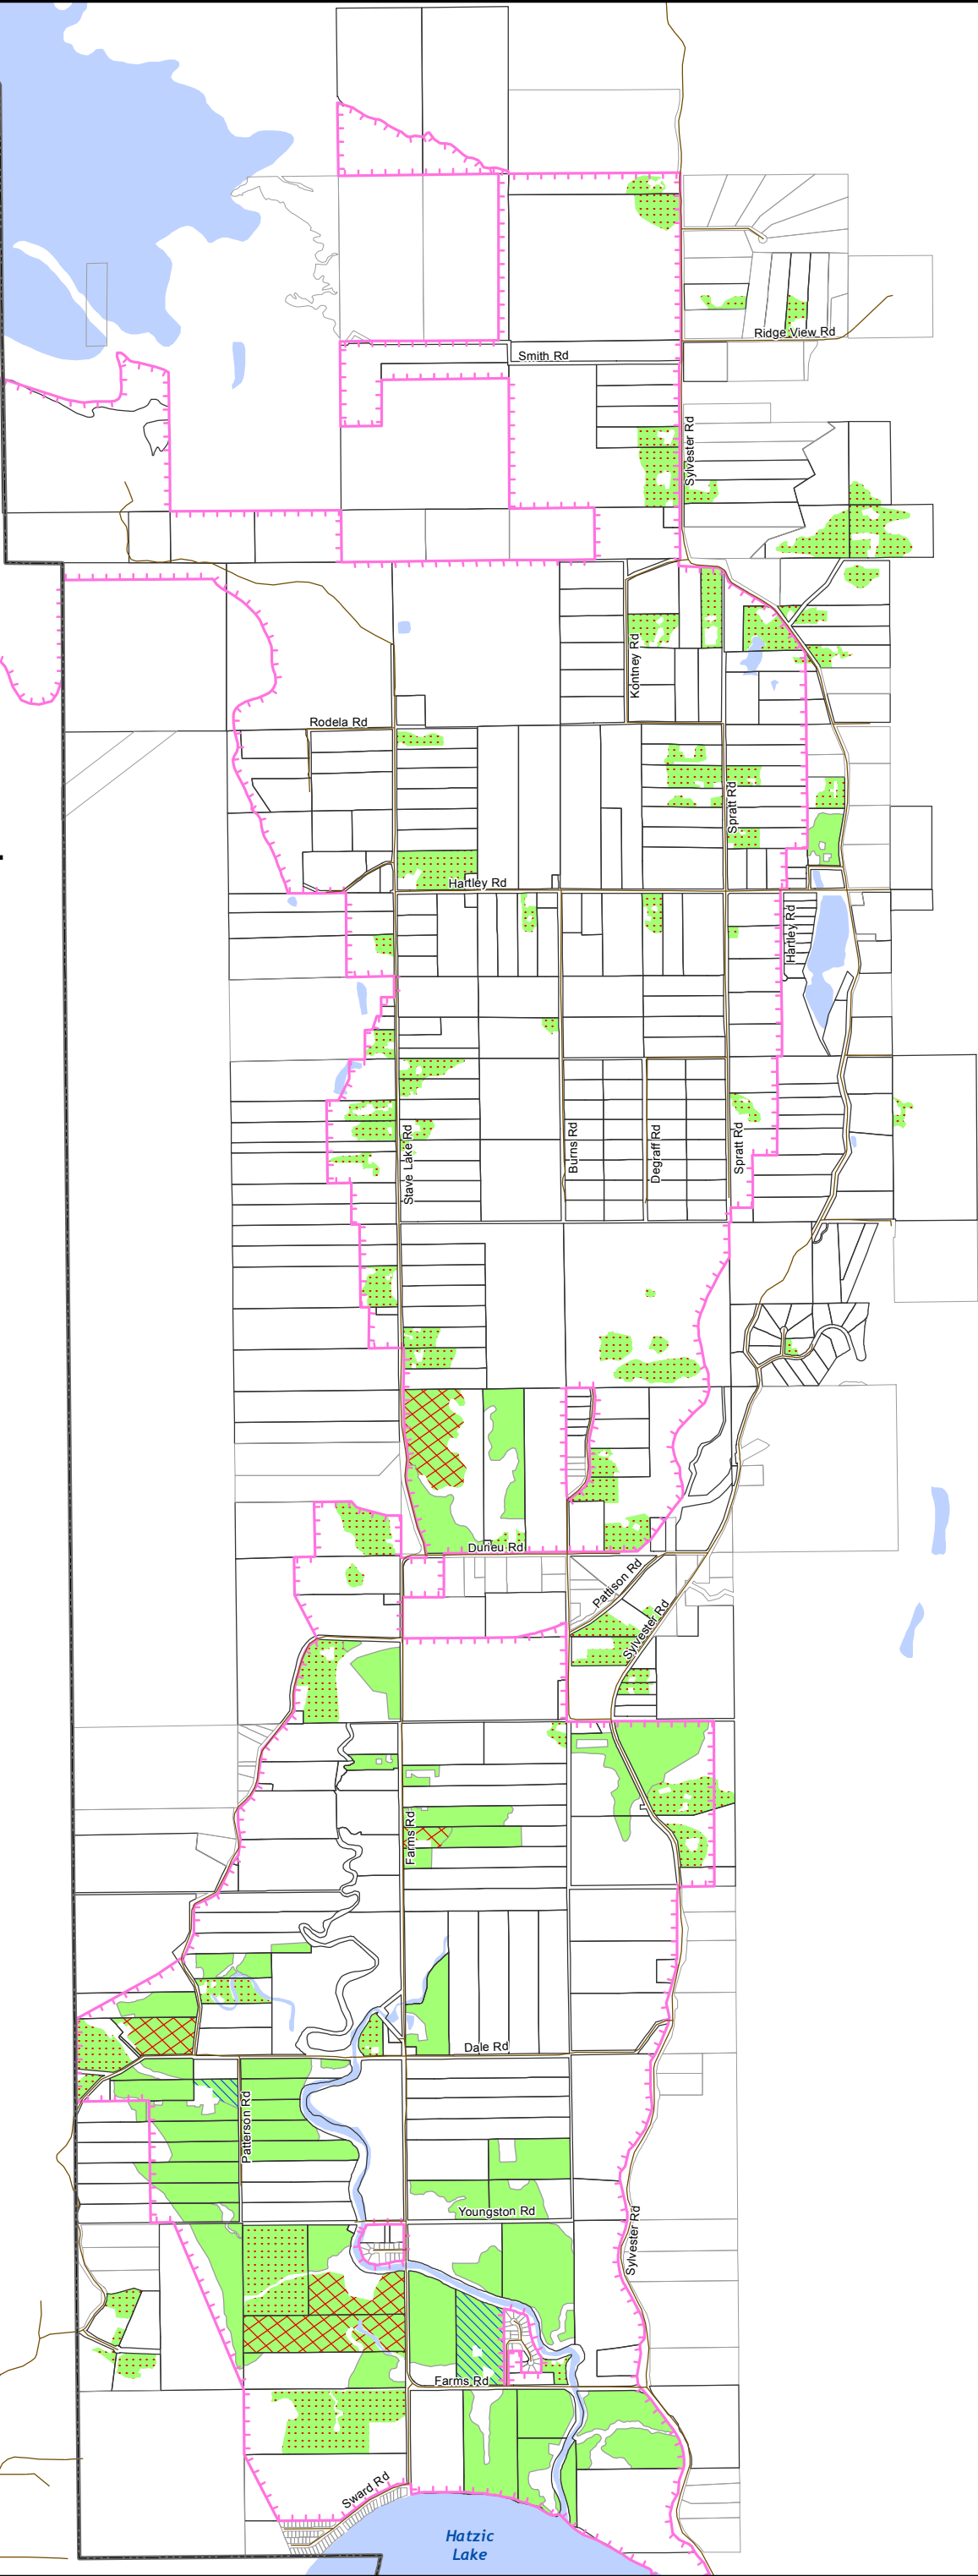 Ridge View Rd
Smith Rd
Sylvester Rd
Kontney Rd
Rodela Rd
Spratt Rd
Hartley Rd
Hartley Rd
Stave Lake Rd
Burns Rd
Degraff Rd
Spratt Rd
Durieu Rd
Pattison Rd
Sylvester Rd
Farms Rd
Dale Rd
Patterson Rd
Youngston Rd
Sylvester Rd
Farms Rd
Sward Rd
Hatzic
Lake